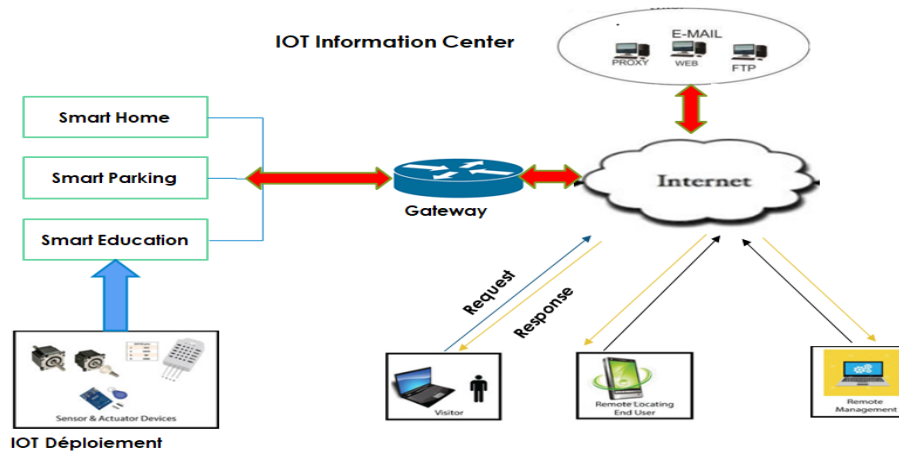 IOT Information Center
E-MAIL
PROXY
WEB
FTP
Smart Home
Smart Parking
Smart Education
Gateway
Internet
Request
Response
Sensor & Actuator Devices
IOT Déploiement
Visitor
Remote Locating
End User
Remote
Management